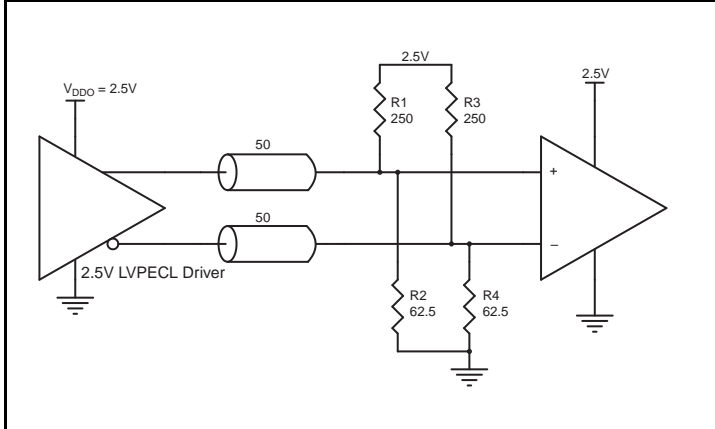 2.5V
V_DDO = 2.5V
2.5V
R1
250
R3
250
50
+
50
–
2.5V LVPECL Driver
R2
62.5
R4
62.5